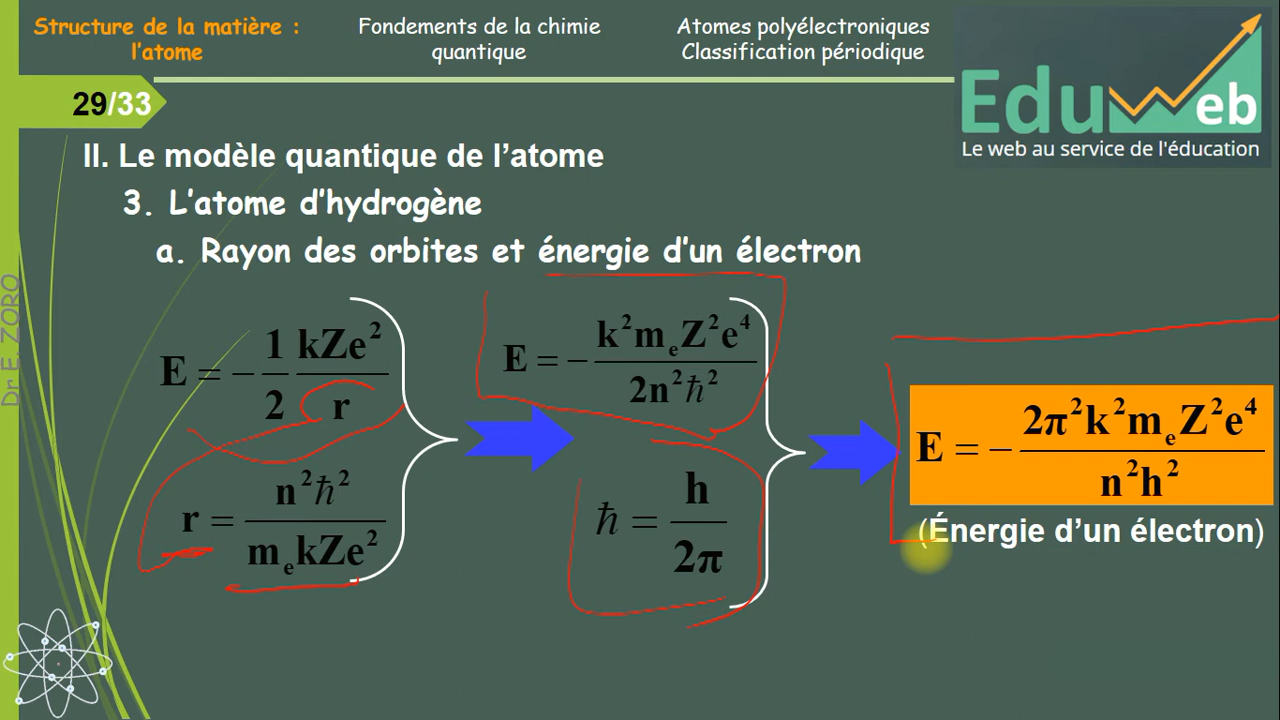 Structure de la matière :
l’atome
Fondements de la chimie
quantique
Atomes polyélectroniques
Classification périodique
Edu eb
Le web au service de l'éducation
29/33
II. Le modèle quantique de l’atome
3. L’atome d’hydrogène
a. Rayon des orbites et énergie d’un électron
E = − 1/2 kZe²/r
r = n²ℏ²/mₑkZe²
E = − k²mₑZ²e⁴/2n²ℏ²
ℏ = h/2π
E = − 2π²k²mₑZ²e⁴/n²h²
(Énergie d’un électron)
Dr E. ZORO